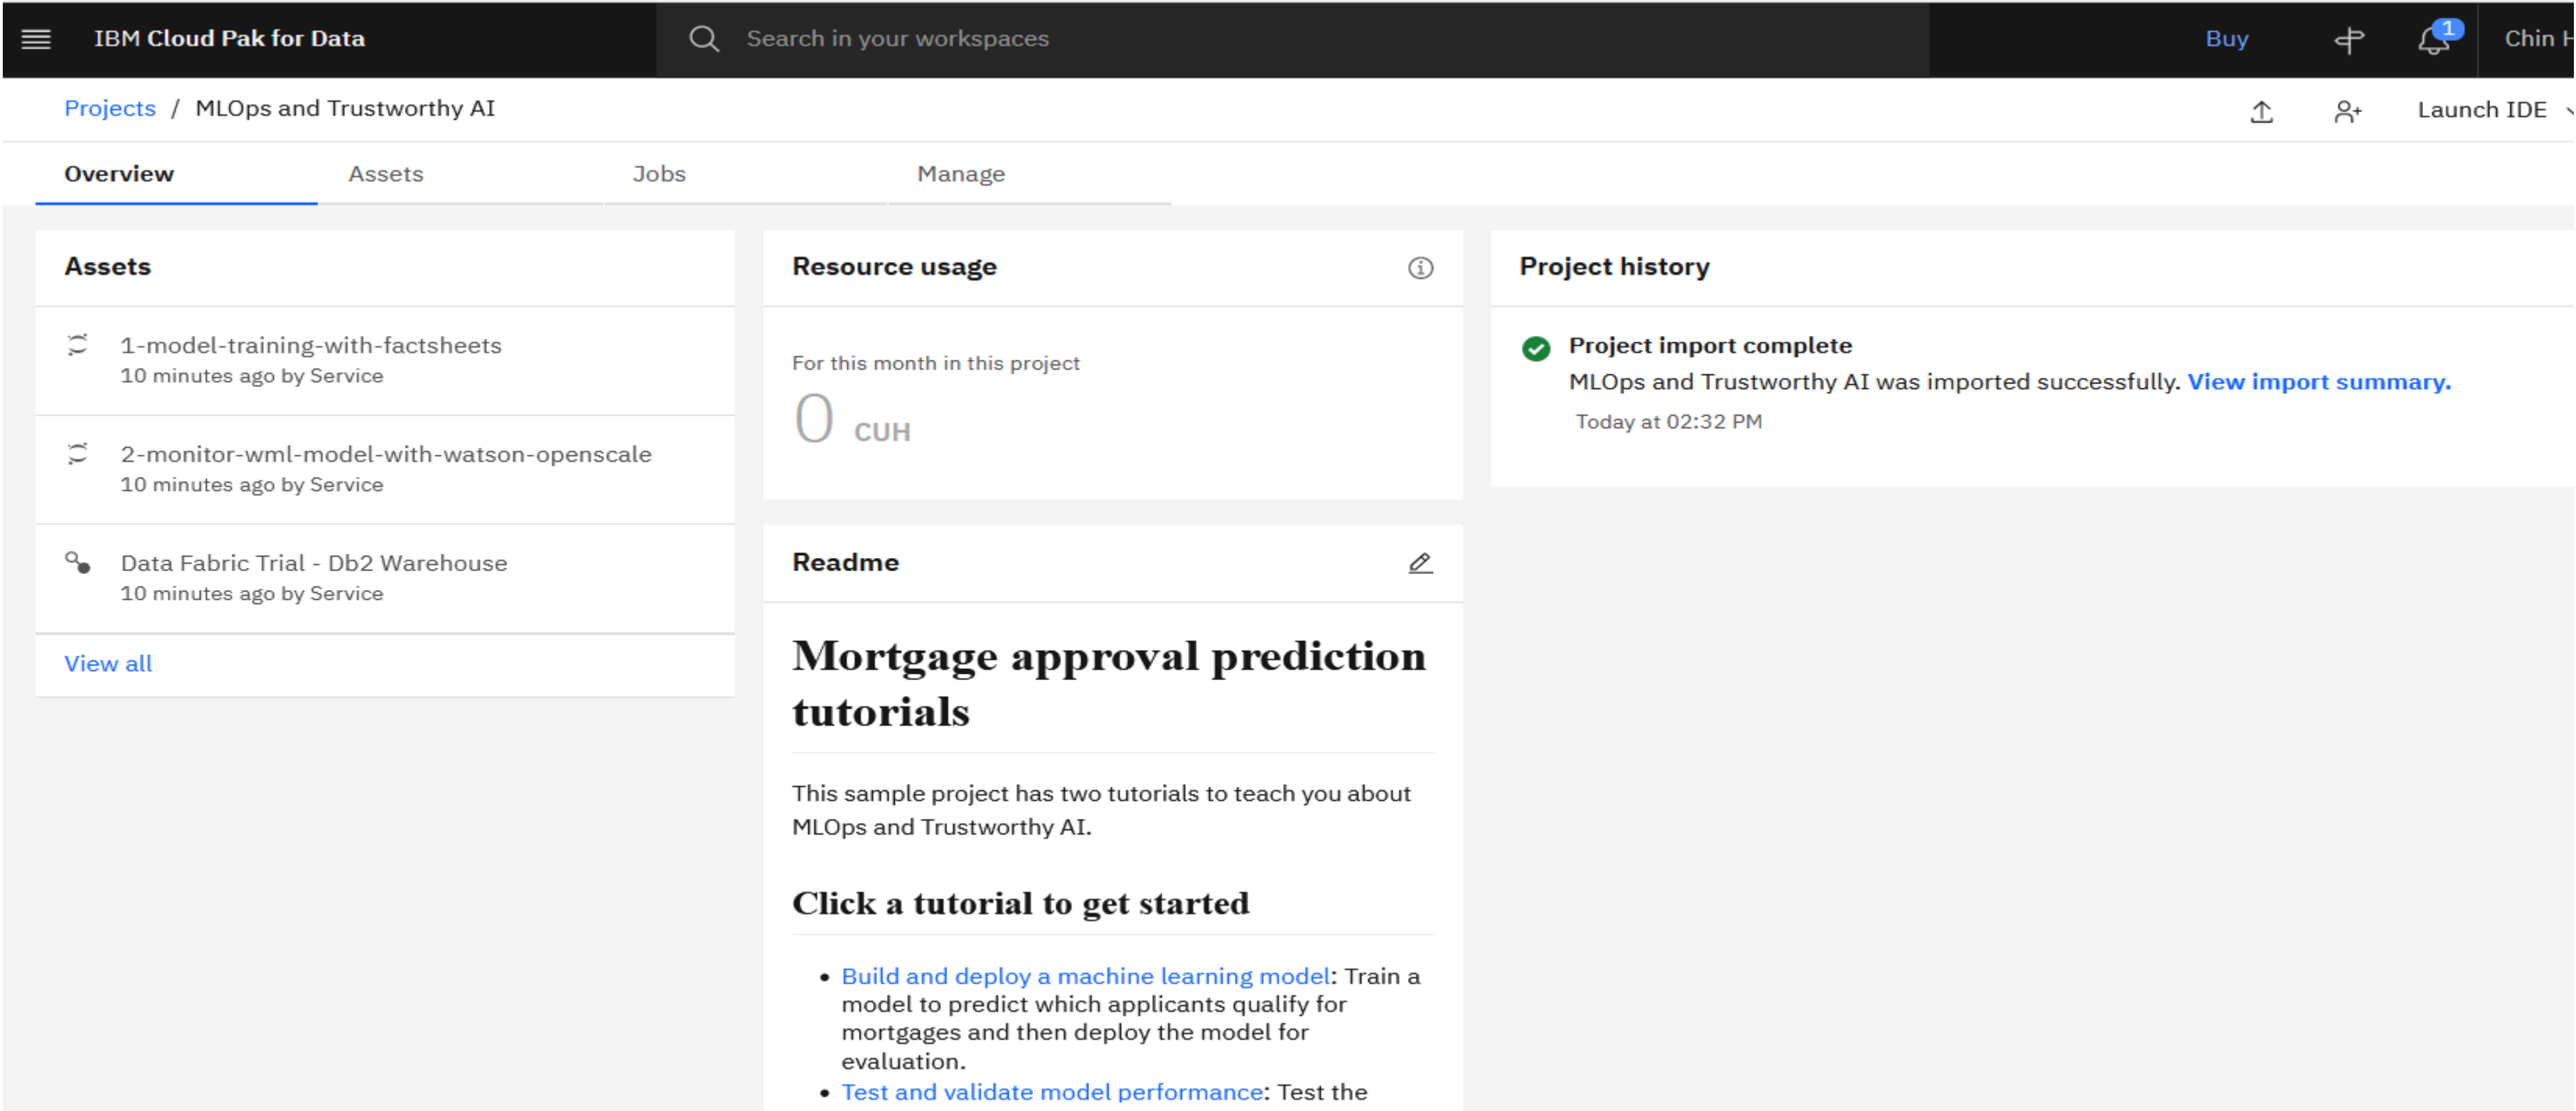 IBM Cloud Pak for Data
Search in your workspaces
Buy
1
Chin H
Projects / MLOps and Trustworthy AI
Launch IDE
Overview
Assets
Jobs
Manage
Assets
1-model-training-with-factsheets
10 minutes ago by Service
2-monitor-wml-model-with-watson-openscale
10 minutes ago by Service
Data Fabric Trial - Db2 Warehouse
10 minutes ago by Service
View all
Resource usage
For this month in this project
0 CUH
Readme
Mortgage approval prediction
tutorials
This sample project has two tutorials to teach you about
MLOps and Trustworthy AI.
Click a tutorial to get started
• Build and deploy a machine learning model: Train a
model to predict which applicants qualify for
mortgages and then deploy the model for
evaluation.
• Test and validate model performance: Test the
Project history
Project import complete
MLOps and Trustworthy AI was imported successfully. View import summary.
Today at 02:32 PM